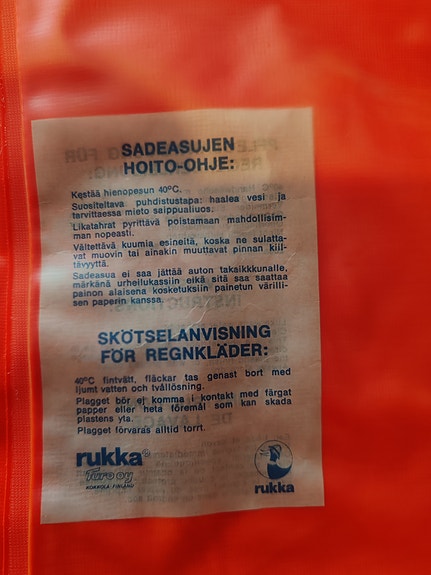 SADEASUJEN
HOITO-OHJE:
Kestää hienopesun 40°C.
Suositeltava puhdistustapa: haalea vesi ja
tarvittaessa mieto saippualiuos.
Likatahrat pyrittävä poistamaan mahdollisim-
man nopeasti.
Vältettävä kuumia esineitä, koska ne sulatta-
vat muovin tai ainakin muuttavat pinnan kiil-
tävyyttä.
Sadeasua ei saa jättää auton takaikkkunalle,
märkänä urheilukassiin eikä sitä saa saattaa
painon alaisena kosketuksiin painetun värilli-
sen paperin kanssa.
SKÖTSELANVISNING
FÖR REGNKLÄDER:
40°C fintvätt, fläckar tas genast bort med
ljumt vatten och tvållösning.
Plagget bör ej komma i kontakt med färgat
papper eller heta föremål som kan skada
plastens yta.
Plagget förvaras alltid torrt.
rukka®
Turo oy
KOKKOLA FINLAND
rukka